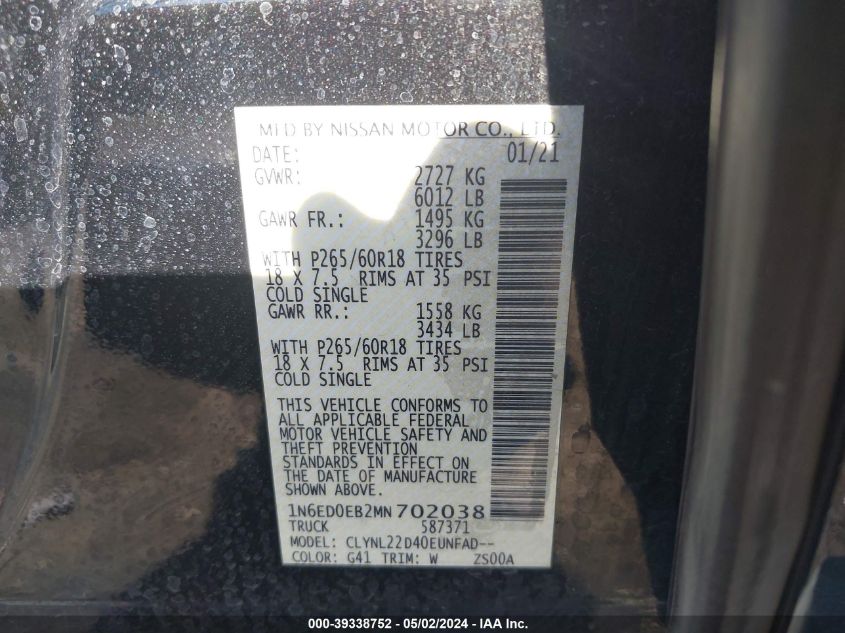 MFD BY NISSAN MOTOR CO., LTD.
DATE: 01/21
GVWR: 2727 KG
6012 LB
GAWR FR.: 1495 KG
3296 LB
WITH P265/60R18 TIRES
18 X 7.5 RIMS AT 35 PSI
COLD SINGLE
GAWR RR.: 1558 KG
3434 LB
WITH P265/60R18 TIRES
18 X 7.5 RIMS AT 35 PSI
COLD SINGLE
THIS VEHICLE CONFORMS TO
ALL APPLICABLE FEDERAL
MOTOR VEHICLE SAFETY AND
THEFT PREVENTION
STANDARDS IN EFFECT ON
THE DATE OF MANUFACTURE
SHOWN ABOVE.
1N6ED0EB2MN702038
TRUCK 587371
MODEL: CLYNL22D40EUNFAD--
COLOR: G41 TRIM: W ZS00A
000-39338752 — 05/02/2024 — IAA Inc.